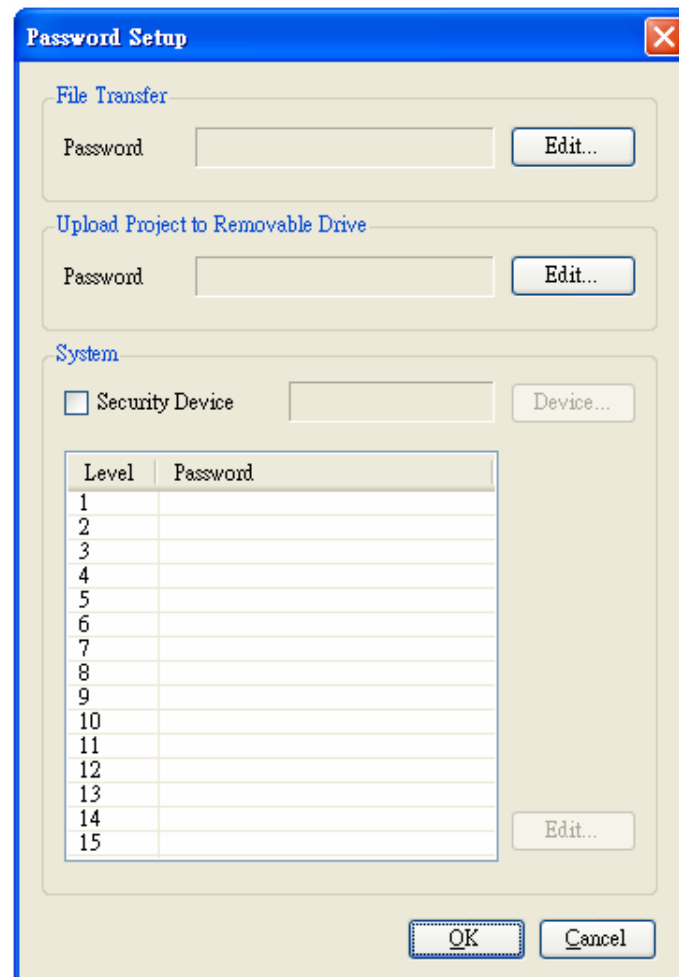 Password Setup
File Transfer
Password Edit...
Upload Project to Removable Drive
Password Edit...
System
Security Device Device...
Level Password
1
2
3
4
5
6
7
8
9
10
11
12
13
14
15
Edit...
OK Cancel